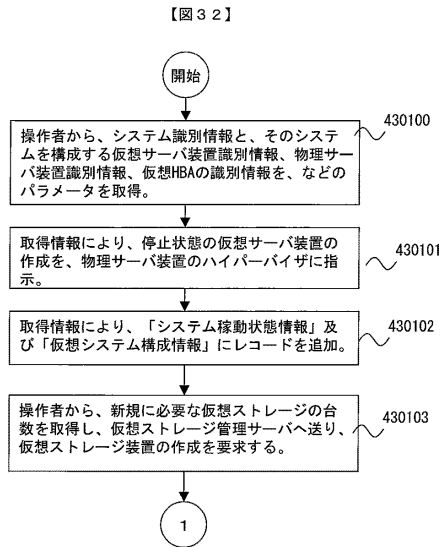 【図３２】
開始
430100
操作者から、システム識別情報と、そのシステ
ムを構成する仮想サーバ装置識別情報、物理サー
バ装置識別情報、仮想HBAの識別情報を、などの
パラメータを取得。
430101
取得情報により、停止状態の仮想サーバ装置の
作成を、物理サーバ装置のハイパーバイザに指
示。
430102
取得情報により、「システム稼動状態情報」及
び「仮想システム構成情報」にレコードを追加。
430103
操作者から、新規に必要な仮想ストレージの台
数を取得し、仮想ストレージ管理サーバへ送り、
仮想ストレージ装置の作成を要求する。
1